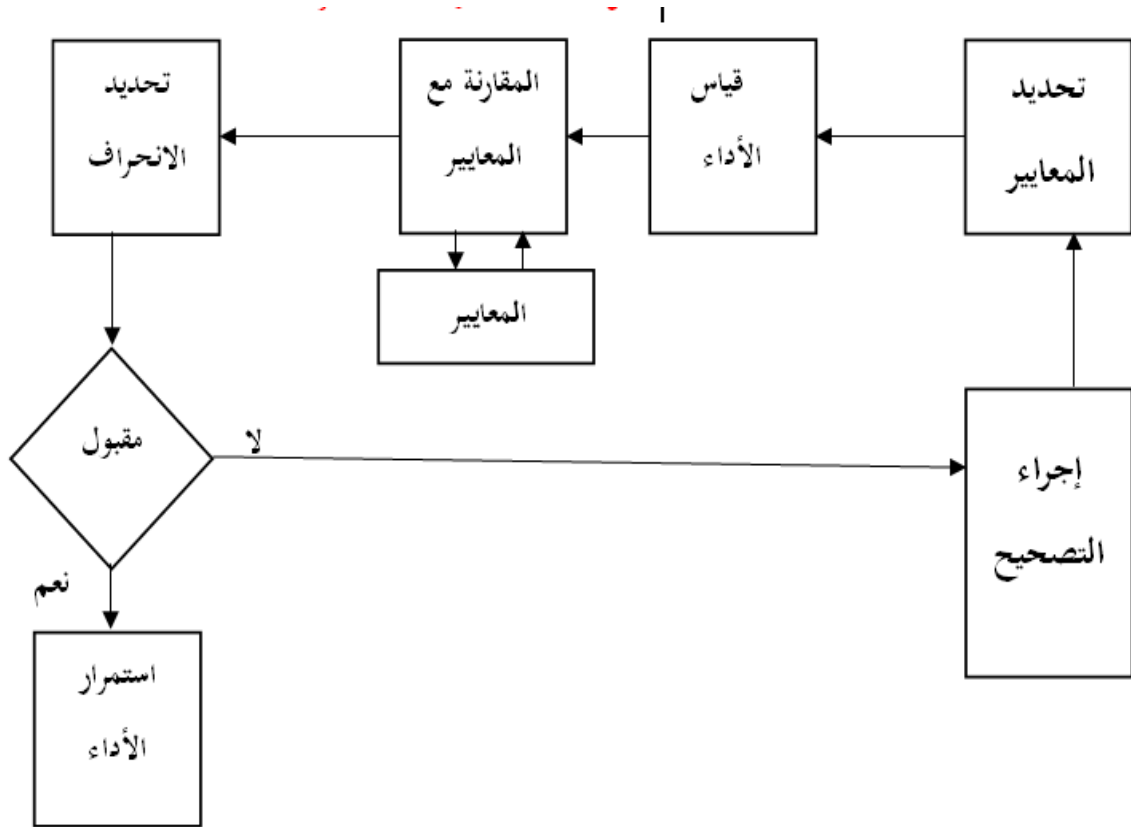 تحديد
المعايير
قياس
الأداء
المقارنة مع
المعايير
تحديد
الانحراف
المعايير
مقبول
لا
إجراء
التصحيح
نعم
استمرار
الأداء